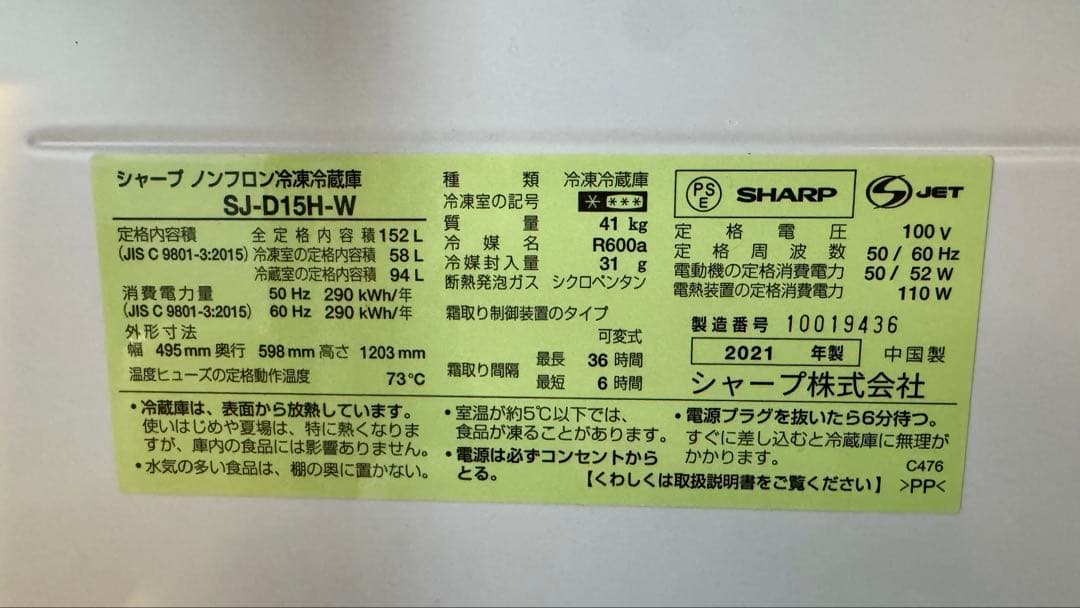 シャープ ノンフロン冷凍冷蔵庫
SJ-D15H-W
定格内容積 全定格内容積 152 L
(JIS C 9801-3:2015) 冷凍室の定格内容積 58 L
冷蔵室の定格内容積 94 L
消費電力量 50 Hz 290 kWh/年
(JIS C 9801-3:2015) 60 Hz 290 kWh/年
外形寸法
幅 495 mm 奥行 598 mm 高さ 1203 mm
温度ヒューズの定格動作温度 73℃
種類 冷凍冷蔵庫
冷凍室の記号 * ***
質量 41 kg
冷媒名 R600a
冷媒封入量 31 g
断熱発泡ガス シクロペンタン
霜取り制御装置のタイプ
可変式
霜取り間隔 最長 36 時間
最短 6 時間
PSE SHARP JET
定格電圧 100 V
定格周波数 50 / 60 Hz
電動機の定格消費電力 50 / 52 W
電熱装置の定格消費電力 110 W
製造番号 10019436
2021 年製 中国製
シャープ株式会社
・冷蔵庫は、表面から放熱しています。
使いはじめや夏場は、特に熱くなりま
すが、庫内の食品には影響ありません。
・水気の多い食品は、棚の奥に置かない。
・室温が約5℃以下では、
食品が凍ることがあります。
・電源は必ずコンセントから
とる。
・電源プラグを抜いたら6分待つ。
すぐに差し込むと冷蔵庫に無理が
かかります。
C476
【くわしくは取扱説明書をご覧ください】 >PP<